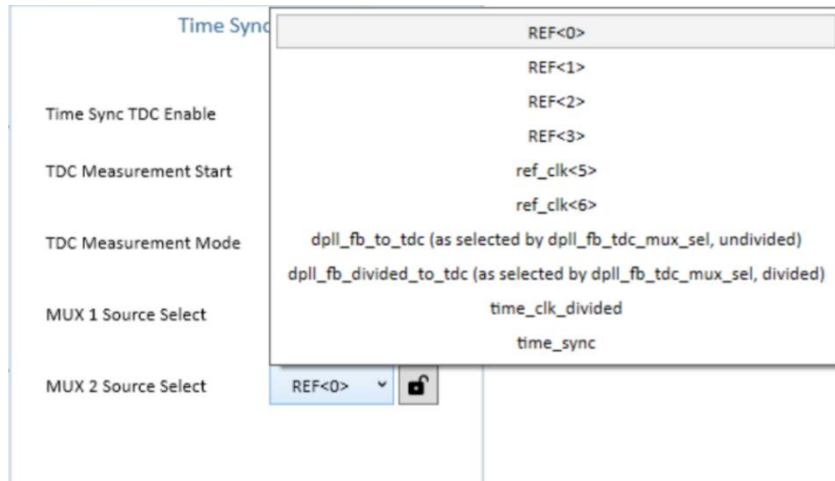 Time Sync
REF<0>
REF<1>
REF<2>
REF<3>
ref_clk<5>
ref_clk<6>
dpll_fb_to_tdc (as selected by dpll_fb_tdc_mux_sel, undivided)
dpll_fb_divided_to_tdc (as selected by dpll_fb_tdc_mux_sel, divided)
time_clk_divided
time_sync
Time Sync TDC Enable
TDC Measurement Start
TDC Measurement Mode
MUX 1 Source Select
MUX 2 Source Select REF<0>